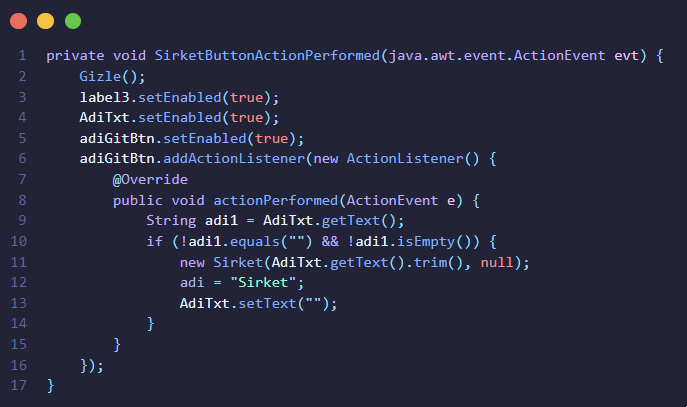 1 private void SirketButtonActionPerformed(java.awt.event.ActionEvent evt) {
2     Gizle();
3     label3.setEnabled(true);
4     AdiTxt.setEnabled(true);
5     adiGitBtn.setEnabled(true);
6     adiGitBtn.addActionListener(new ActionListener() {
7         @Override
8         public void actionPerformed(ActionEvent e) {
9             String adi1 = AdiTxt.getText();
10             if (!adi1.equals("") && !adi1.isEmpty()) {
11                 new Sirket(AdiTxt.getText().trim(), null);
12                 adi = "Sirket";
13                 AdiTxt.setText("");
14             }
15         }
16     });
17 }